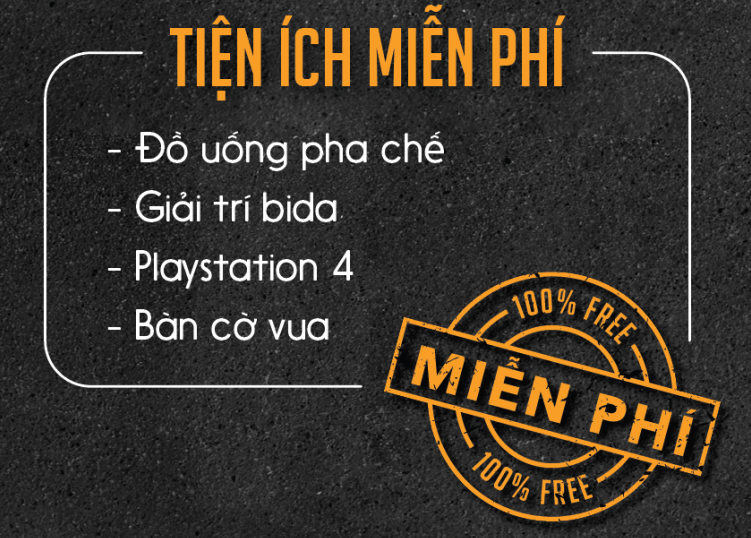 TIỆN ÍCH MIỄN PHÍ
- Đồ uống pha chế
- Giải trí bida
- Playstation 4
- Bàn cờ vua
100% FREE
MIỄN PHÍ
100% FREE